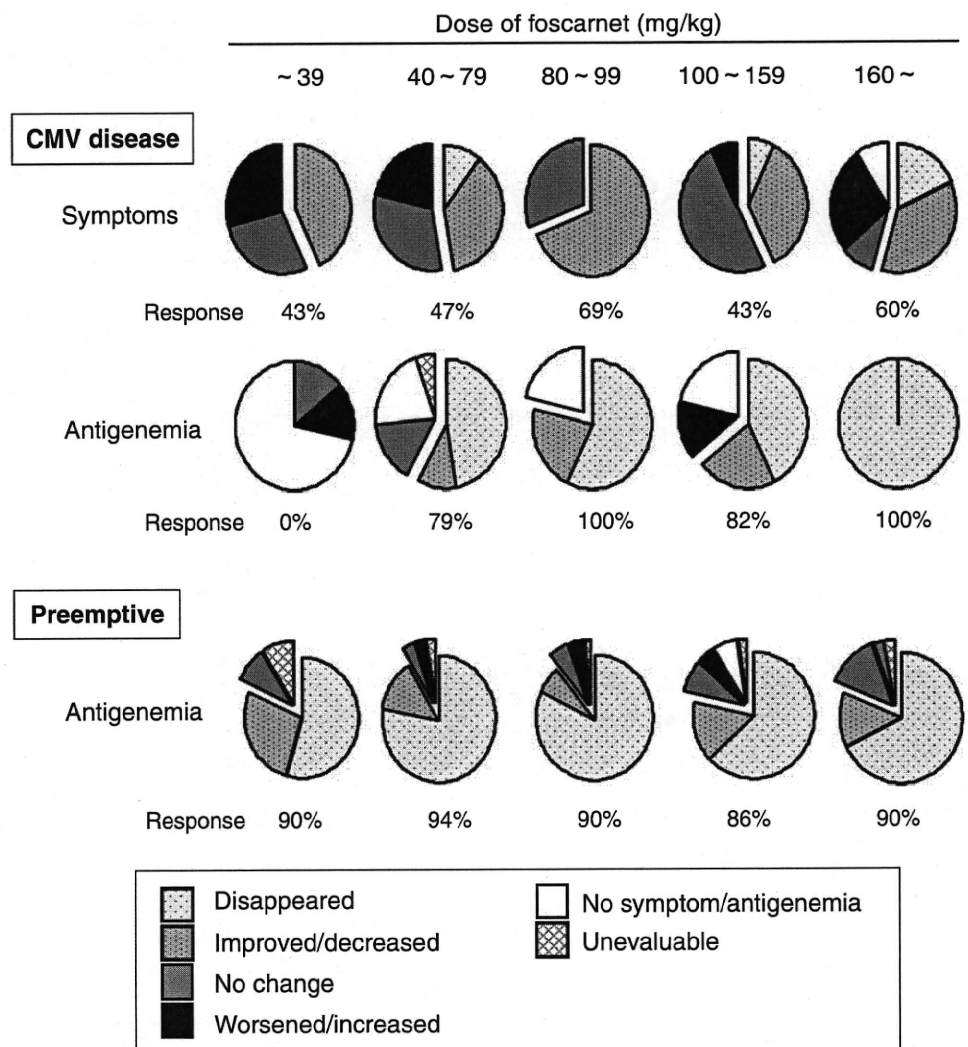 Dose of foscarnet (mg/kg)
~ 39 40 ~ 79 80 ~ 99 100 ~ 159 160 ~
CMV disease
Symptoms
Response 43% 47% 69% 43% 60%
Antigenemia
Response 0% 79% 100% 82% 100%
Preemptive
Antigenemia
Response 90% 94% 90% 86% 90%
Disappeared
Improved/decreased
No change
Worsened/increased
No symptom/antigenemia
Unevaluable